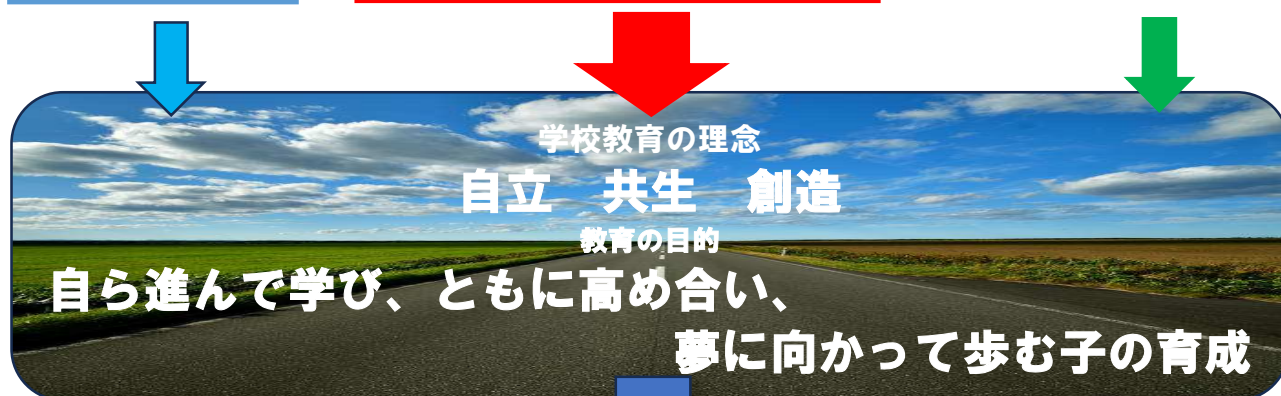 学校教育の理念
自立　共生　創造
教育の目的
自ら進んで学び、ともに高め合い、
夢に向かって歩む子の育成